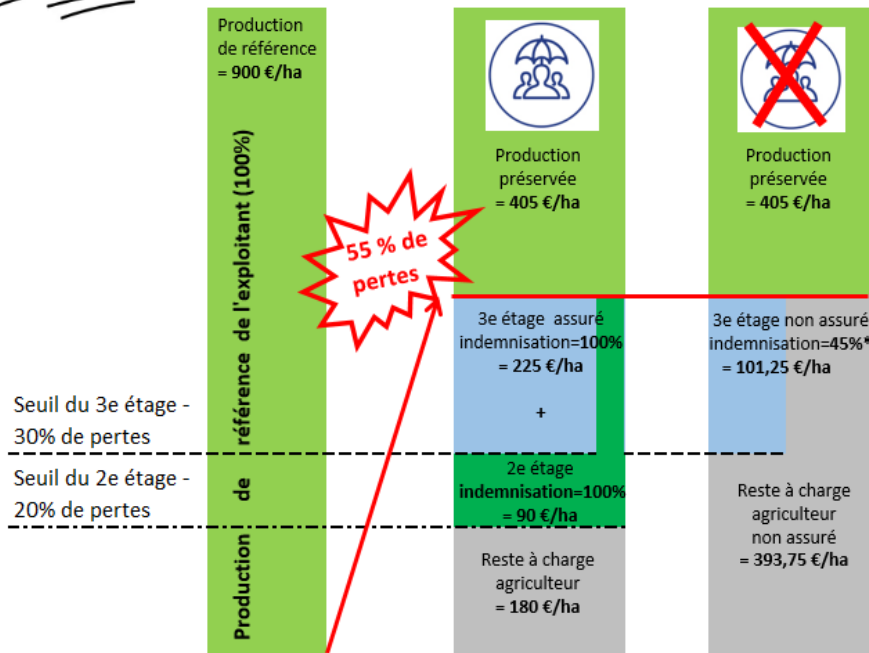 Production
de référence
= 900 €/ha
Production de référence de l'exploitant (100%)
55 % de
pertes
Production
préservée
= 405 €/ha
Production
préservée
= 405 €/ha
3e étage assuré
indemnisation=100%
= 225 €/ha
+
3e étage non assuré
indemnisation=45%*
= 101,25 €/ha
Seuil du 3e étage -
30% de pertes
Seuil du 2e étage -
20% de pertes
2e étage
indemnisation=100%
= 90 €/ha
Reste à charge
agriculteur
= 180 €/ha
Reste à charge
agriculteur
non assuré
= 393,75 €/ha